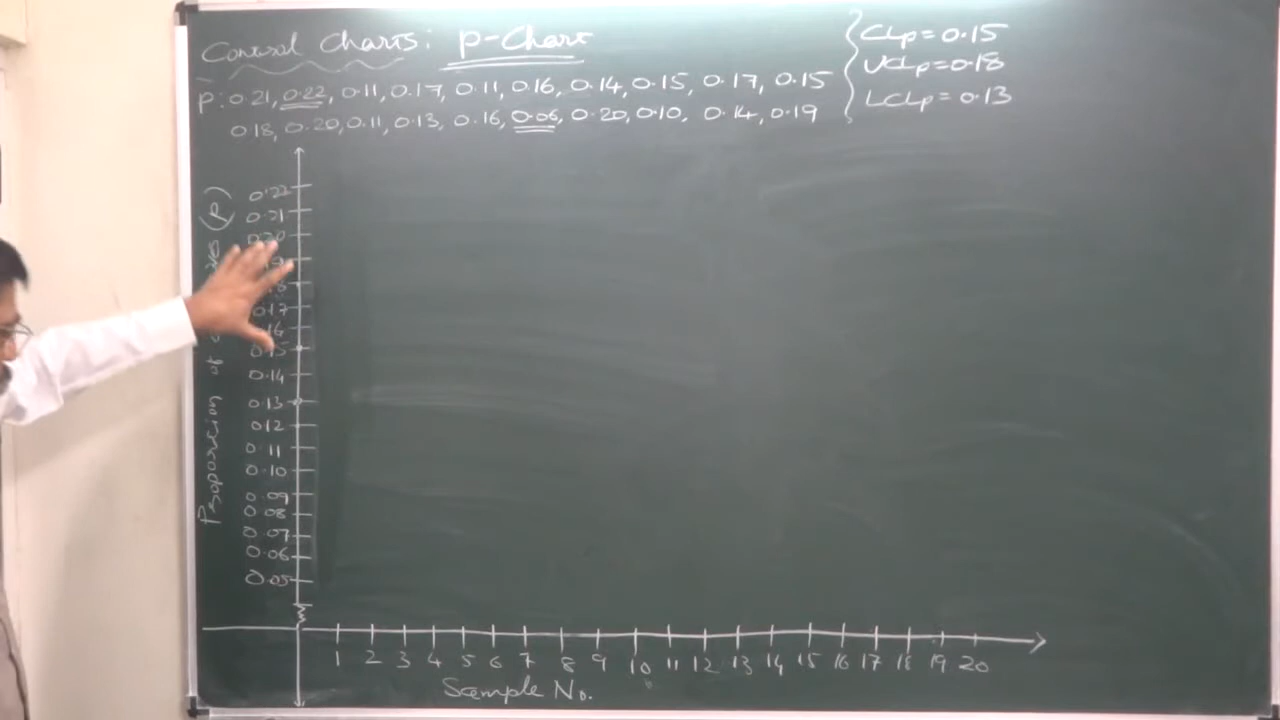 Control Charts: p-Chart
p: 0.21, 0.22, 0.11, 0.17, 0.11, 0.16, 0.14, 0.15, 0.17, 0.15
0.18, 0.20, 0.11, 0.13, 0.16, 0.06, 0.20, 0.10, 0.14, 0.19
CLp = 0.15
UCLp = 0.18
LCLp = 0.13
Proportion of (p)
0.22
0.21
0.20
0.17
0.15
0.14
0.13
0.12
0.11
0.10
0.09
0.08
0.07
0.06
0.05
1 2 3 4 5 6 7 8 9 10 11 12 13 14 15 16 17 18 19 20
Sample No.